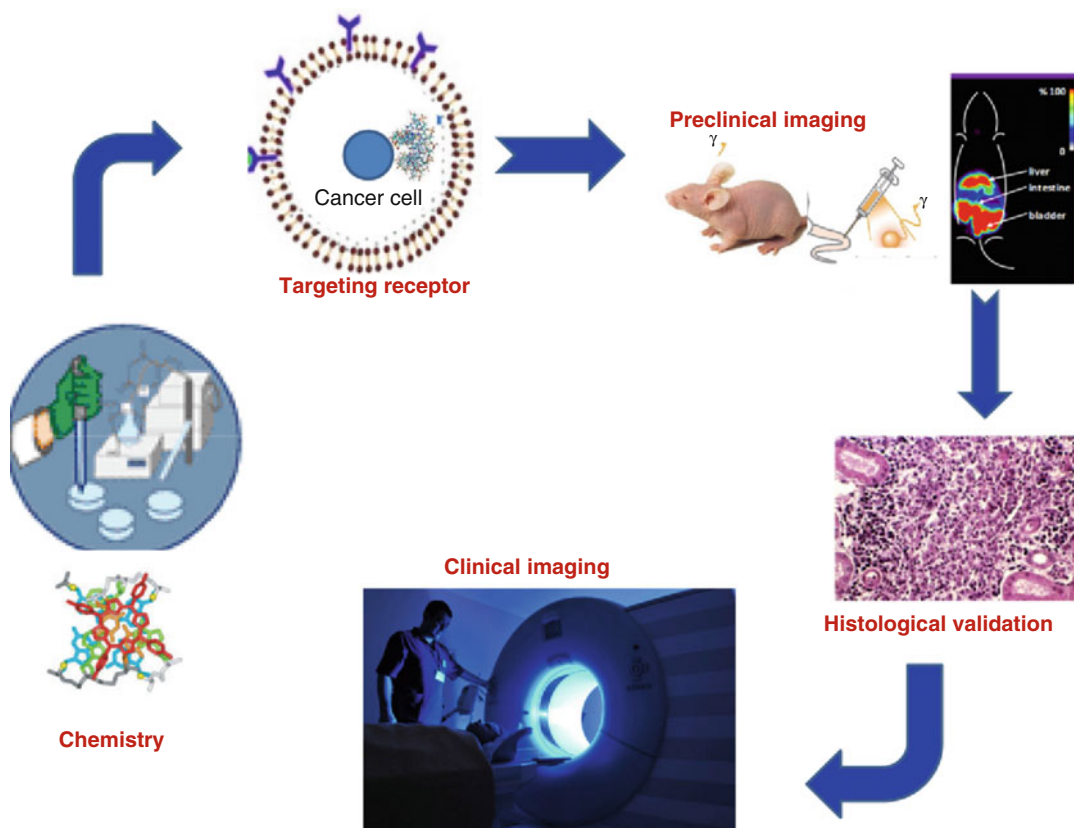 Cancer cell
Targeting receptor
Preclinical imaging
γ
γ
% 100
0
liver
intestine
bladder
Histological validation
Clinical imaging
Chemistry